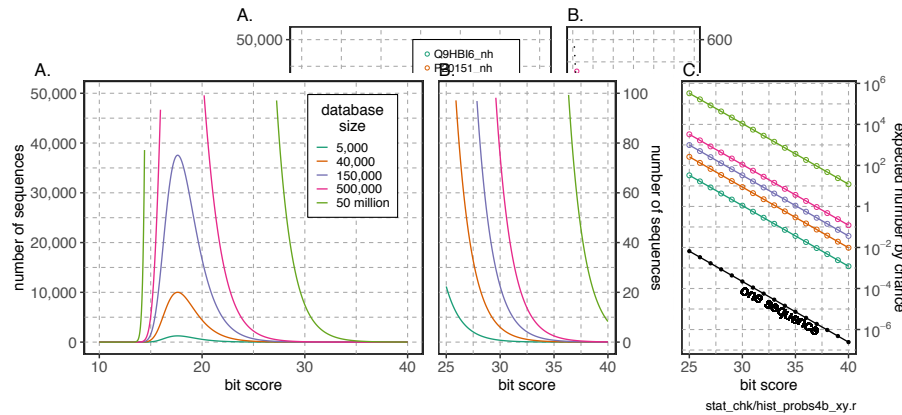 A.
B.
50,000
600
Q9HBI6_nh
P20151_nh
A.
B.
C.
50,000
40,000
30,000
20,000
10,000
0
number of sequences
database
size
5,000
40,000
150,000
500,000
50 million
10
20
30
40
bit score
100
80
60
40
20
0
number of sequences
25
30
35
40
bit score
10^6
10^4
10^2
1
10^−2
10^−4
10^−6
expected number by chance
one sequence
25
30
35
40
bit score
stat_chk/hist_probs4b_xy.r